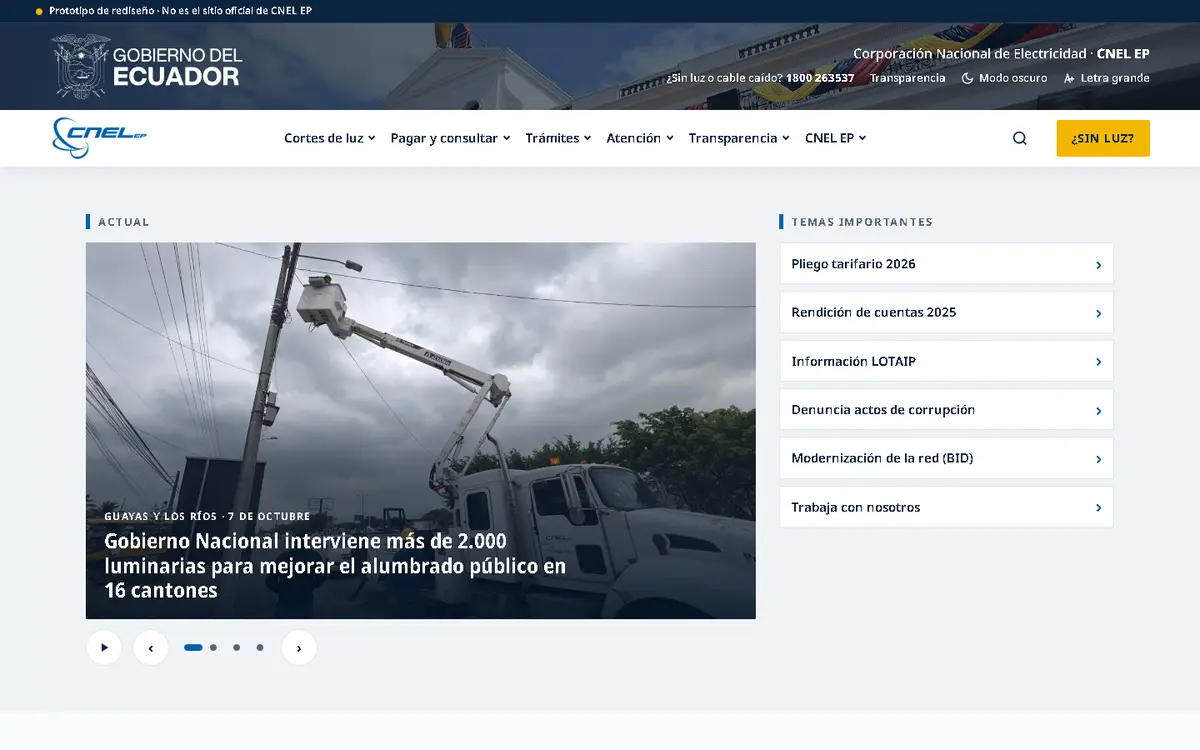 Prototipo de rediseño · No es el sitio oficial de CNEL EP
GOBIERNO DEL
ECUADOR
Corporación Nacional de Electricidad · CNEL EP
¿Sin luz o cable caído? 1800 263537
Transparencia
Modo oscuro
Letra grande
CNEL EP
Cortes de luz
Pagar y consultar
Trámites
Atención
Transparencia
CNEL EP
¿SIN LUZ?
ACTUAL
GUAYAS Y LOS RÍOS · 7 DE OCTUBRE
Gobierno Nacional interviene más de 2.000
luminarias para mejorar el alumbrado público en
16 cantones
TEMAS IMPORTANTES
Pliego tarifario 2026
Rendición de cuentas 2025
Información LOTAIP
Denuncia actos de corrupción
Modernización de la red (BID)
Trabaja con nosotros